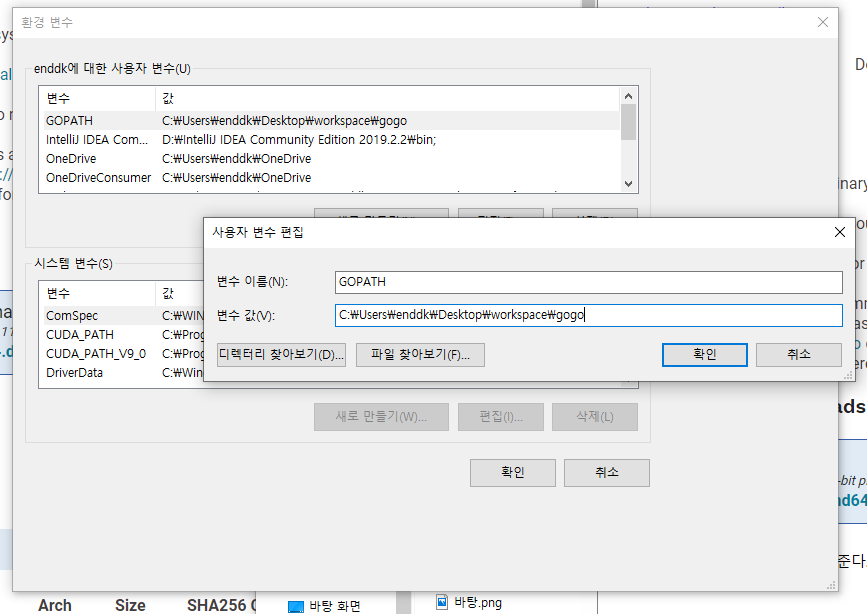 환경 변수
enddk에 대한 사용자 변수(U)
변수 값
GOPATH C:₩Users₩enddk₩Desktop₩workspace₩gogo
IntelliJ IDEA Com... D:₩IntelliJ IDEA Community Edition 2019.2.2₩bin;
OneDrive C:₩Users₩enddk₩OneDrive
OneDriveConsumer C:₩Users₩enddk₩OneDrive
사용자 변수 편집
변수 이름(N): GOPATH
변수 값(V): C:₩Users₩enddk₩Desktop₩workspace₩gogo
디렉터리 찾아보기(D)... 파일 찾아보기(F)... 확인 취소
시스템 변수(S)
변수 값
ComSpec C:₩WIN
CUDA_PATH C:₩Prog
CUDA_PATH_V9_0 C:₩Prog
DriverData C:₩Win
새로 만들기(W)... 편집(I)... 삭제(L)
확인 취소
Arch Size SHA256
바탕 화면 바탕.png
준다